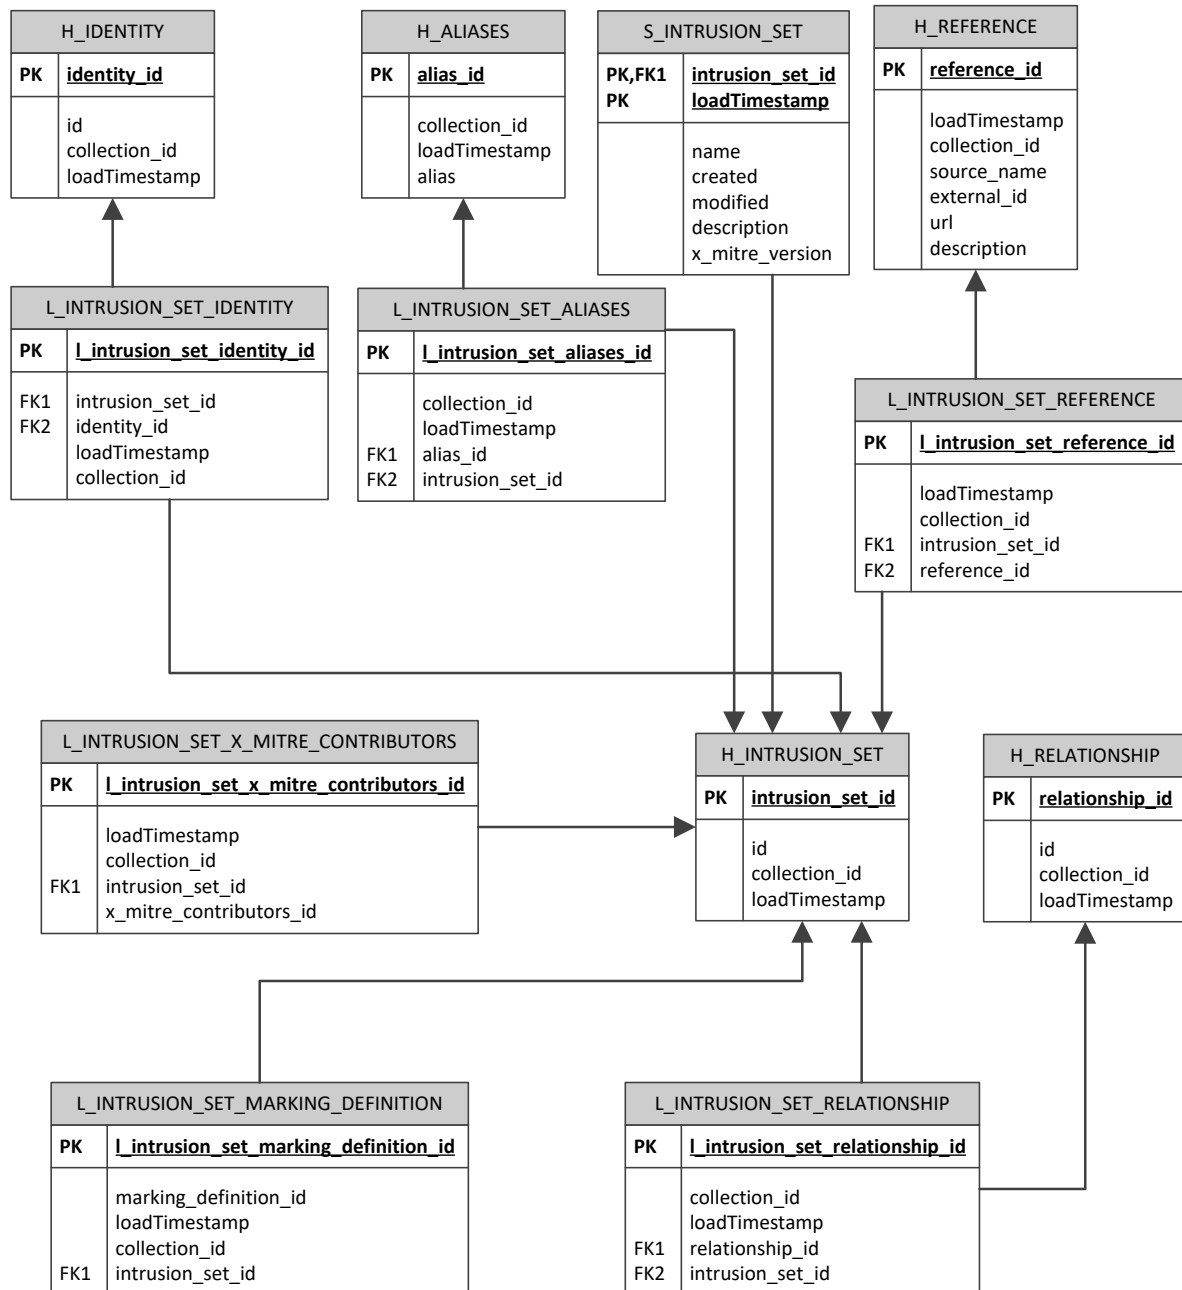 H_IDENTITY
PK identity_id
id
collection_id
loadTimestamp
H_ALIASES
PK alias_id
collection_id
loadTimestamp
alias
S_INTRUSION_SET
PK,FK1 intrusion_set_id
PK loadTimestamp
name
created
modified
description
x_mitre_version
H_REFERENCE
PK reference_id
loadTimestamp
collection_id
source_name
external_id
url
description
L_INTRUSION_SET_IDENTITY
PK l_intrusion_set_identity_id
FK1 intrusion_set_id
FK2 identity_id
loadTimestamp
collection_id
L_INTRUSION_SET_ALIASES
PK l_intrusion_set_aliases_id
collection_id
loadTimestamp
FK1 alias_id
FK2 intrusion_set_id
L_INTRUSION_SET_REFERENCE
PK l_intrusion_set_reference_id
loadTimestamp
collection_id
FK1 intrusion_set_id
FK2 reference_id
L_INTRUSION_SET_X_MITRE_CONTRIBUTORS
PK l_intrusion_set_x_mitre_contributors_id
loadTimestamp
collection_id
FK1 intrusion_set_id
x_mitre_contributors_id
H_INTRUSION_SET
PK intrusion_set_id
id
collection_id
loadTimestamp
H_RELATIONSHIP
PK relationship_id
id
collection_id
loadTimestamp
L_INTRUSION_SET_MARKING_DEFINITION
PK l_intrusion_set_marking_definition_id
marking_definition_id
loadTimestamp
collection_id
FK1 intrusion_set_id
L_INTRUSION_SET_RELATIONSHIP
PK l_intrusion_set_relationship_id
collection_id
loadTimestamp
FK1 relationship_id
FK2 intrusion_set_id